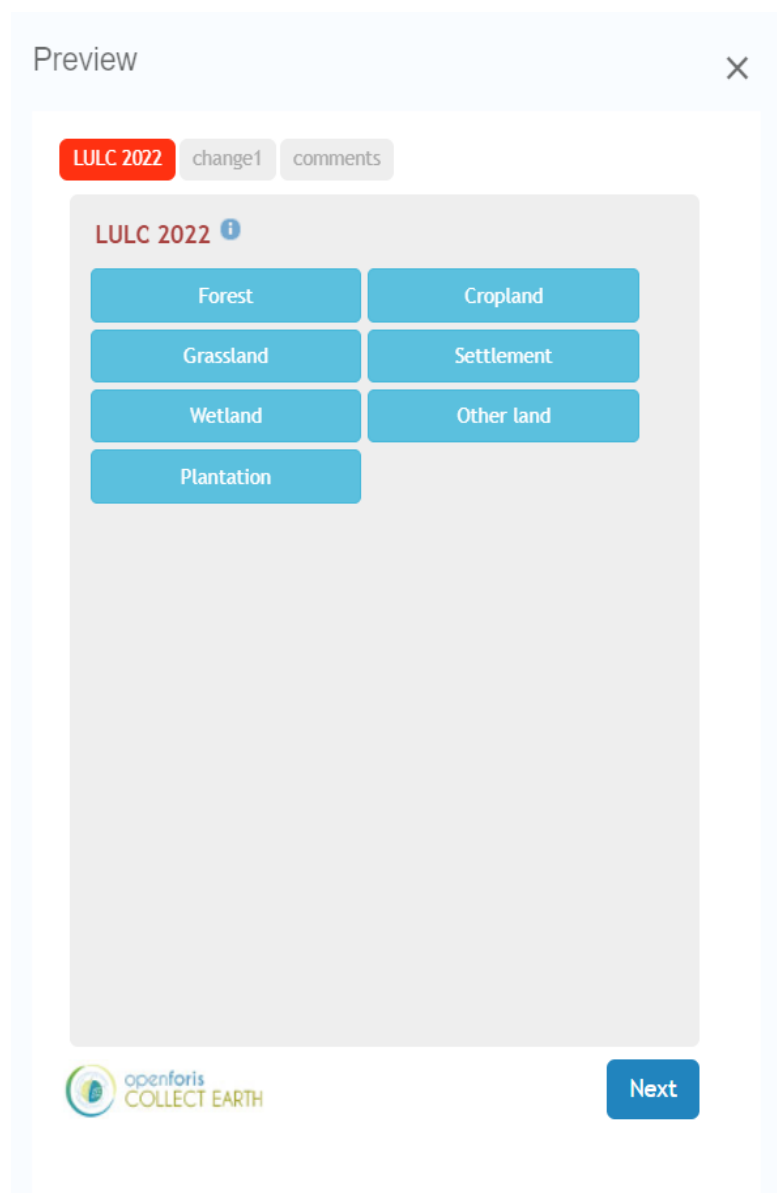 Preview
LULC 2022 change1 comments
LULC 2022
Forest Cropland
Grassland Settlement
Wetland Other land
Plantation
openforis
COLLECT EARTH
Next